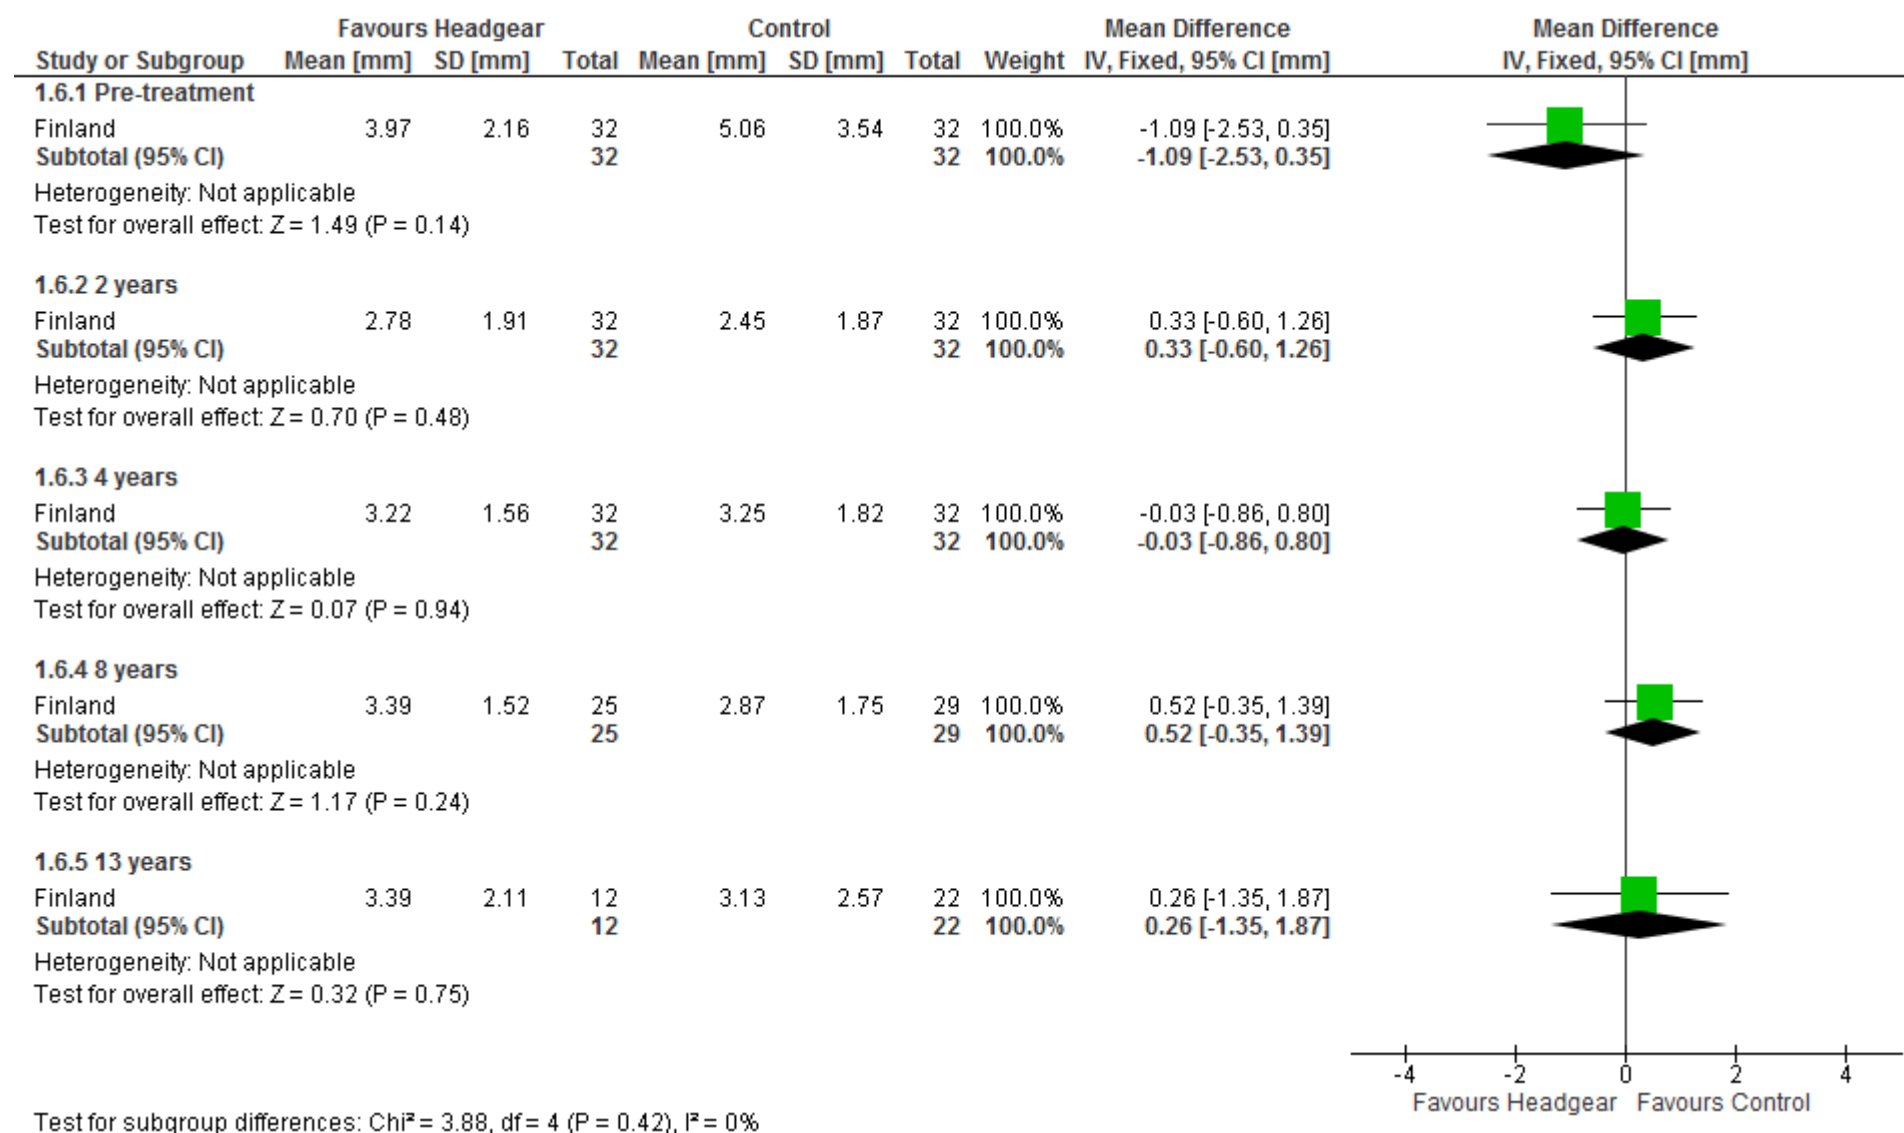 Favours Headgear Control Mean Difference Mean Difference
Study or Subgroup Mean [mm] SD [mm] Total Mean [mm] SD [mm] Total Weight IV, Fixed, 95% CI [mm] IV, Fixed, 95% CI [mm]
1.6.1 Pre-treatment
Finland 3.97 2.16 32 5.06 3.54 32 100.0% -1.09 [-2.53, 0.35]
Subtotal (95% CI) 32 32 100.0% -1.09 [-2.53, 0.35]
Heterogeneity: Not applicable
Test for overall effect: Z = 1.49 (P = 0.14)
1.6.2 2 years
Finland 2.78 1.91 32 2.45 1.87 32 100.0% 0.33 [-0.60, 1.26]
Subtotal (95% CI) 32 32 100.0% 0.33 [-0.60, 1.26]
Heterogeneity: Not applicable
Test for overall effect: Z = 0.70 (P = 0.48)
1.6.3 4 years
Finland 3.22 1.56 32 3.25 1.82 32 100.0% -0.03 [-0.86, 0.80]
Subtotal (95% CI) 32 32 100.0% -0.03 [-0.86, 0.80]
Heterogeneity: Not applicable
Test for overall effect: Z = 0.07 (P = 0.94)
1.6.4 8 years
Finland 3.39 1.52 25 2.87 1.75 29 100.0% 0.52 [-0.35, 1.39]
Subtotal (95% CI) 25 29 100.0% 0.52 [-0.35, 1.39]
Heterogeneity: Not applicable
Test for overall effect: Z = 1.17 (P = 0.24)
1.6.5 13 years
Finland 3.39 2.11 12 3.13 2.57 22 100.0% 0.26 [-1.35, 1.87]
Subtotal (95% CI) 12 22 100.0% 0.26 [-1.35, 1.87]
Heterogeneity: Not applicable
Test for overall effect: Z = 0.32 (P = 0.75)
-4 -2 0 2 4
Favours Headgear Favours Control
Test for subgroup differences: Chi² = 3.88, df = 4 (P = 0.42), I² = 0%